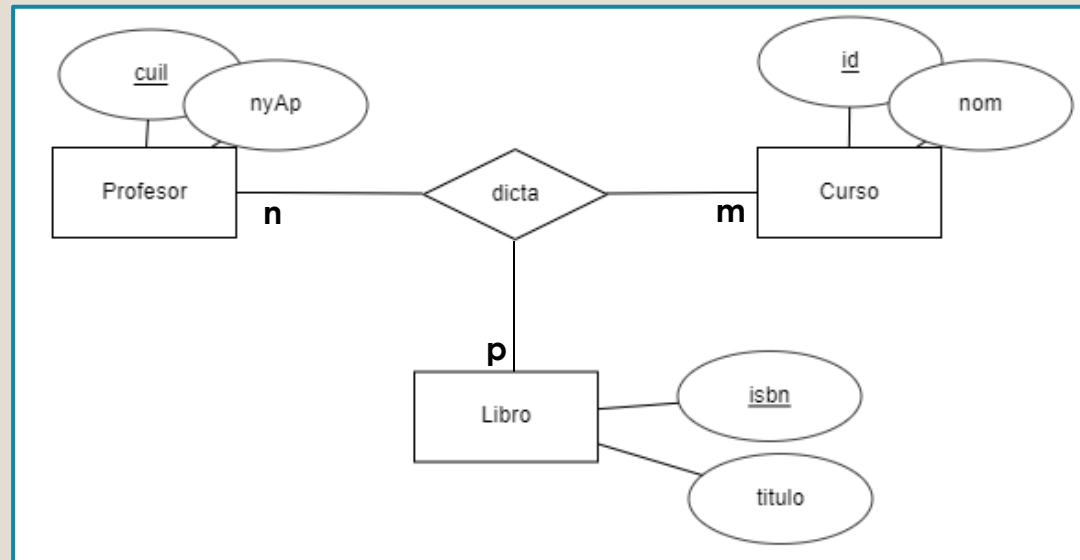 cuil
nyAp
id
nom
Profesor
dicta
Curso
n
m
p
Libro
isbn
titulo